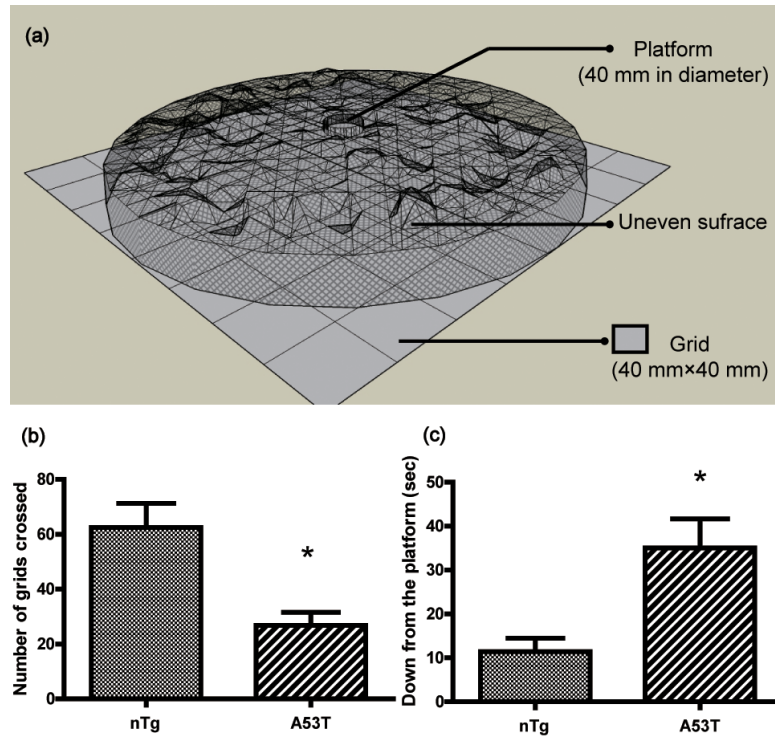 (a)
Platform
(40 mm in diameter)
Uneven sufrace
Grid
(40 mm×40 mm)
(b)
Number of grids crossed
80
60
40
20
0
*
nTg
A53T
(c)
Down from the platform (sec)
50
40
30
20
10
0
*
nTg
A53T